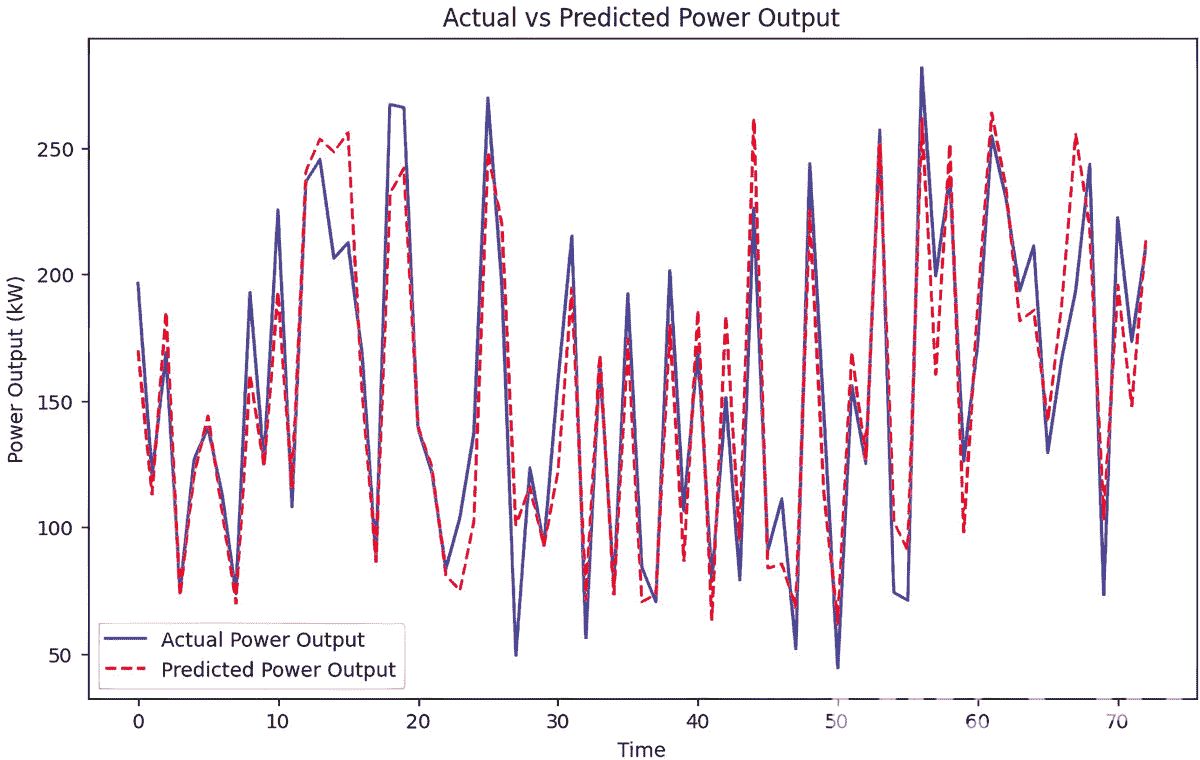 Actual vs Predicted Power Output
Power Output (kW)
250
200
150
100
50
Actual Power Output
Predicted Power Output
0 10 20 30 40 50 60 70
Time